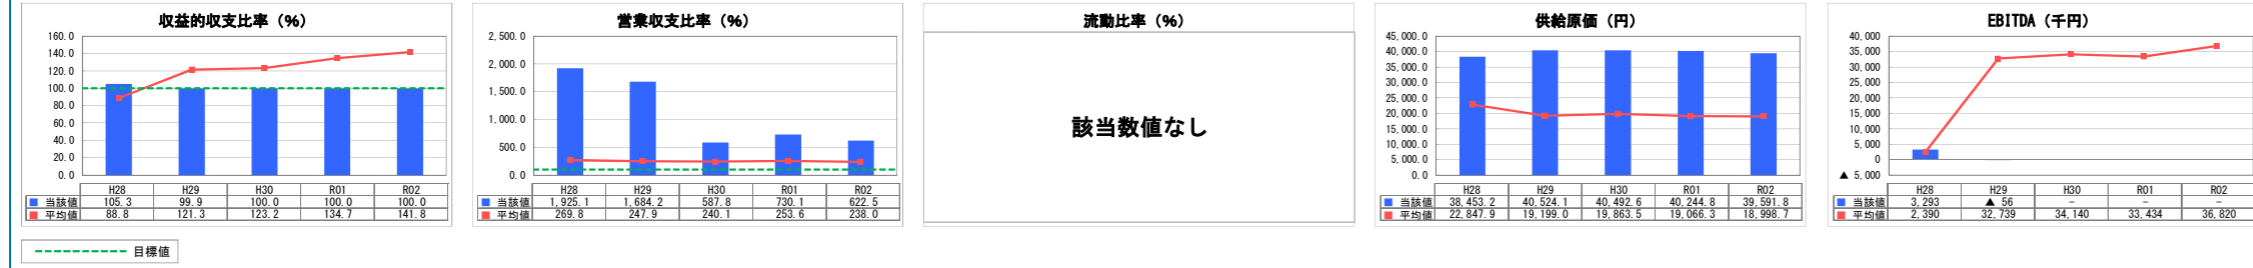 収益的収支比率（%）
160.0
140.0
120.0
100.0
80.0
60.0
40.0
20.0
0.0
H28 H29 H30 R01 R02
当該値 105.3 99.9 100.0 100.0 100.0
平均値 88.8 121.3 123.2 134.7 141.8
営業収支比率（%）
2,500.0
2,000.0
1,500.0
1,000.0
500.0
0.0
H28 H29 H30 R01 R02
当該値 1,925.1 1,684.2 587.8 730.1 622.5
平均値 269.8 247.9 240.1 253.6 238.0
流動比率（%）
該当数値なし
供給原価（円）
45,000.0
40,000.0
35,000.0
30,000.0
25,000.0
20,000.0
15,000.0
10,000.0
5,000.0
0.0
H28 H29 H30 R01 R02
当該値 38,453.2 40,524.1 40,492.6 40,244.8 39,591.8
平均値 22,847.9 19,199.0 19,863.5 19,066.3 18,998.7
EBITDA（千円）
40,000
35,000
30,000
25,000
20,000
15,000
10,000
5,000
0
▲ 5,000
H28 H29 H30 R01 R02
当該値 3,293 ▲ 56 - - -
平均値 2,390 32,739 34,140 33,434 36,820
目標値